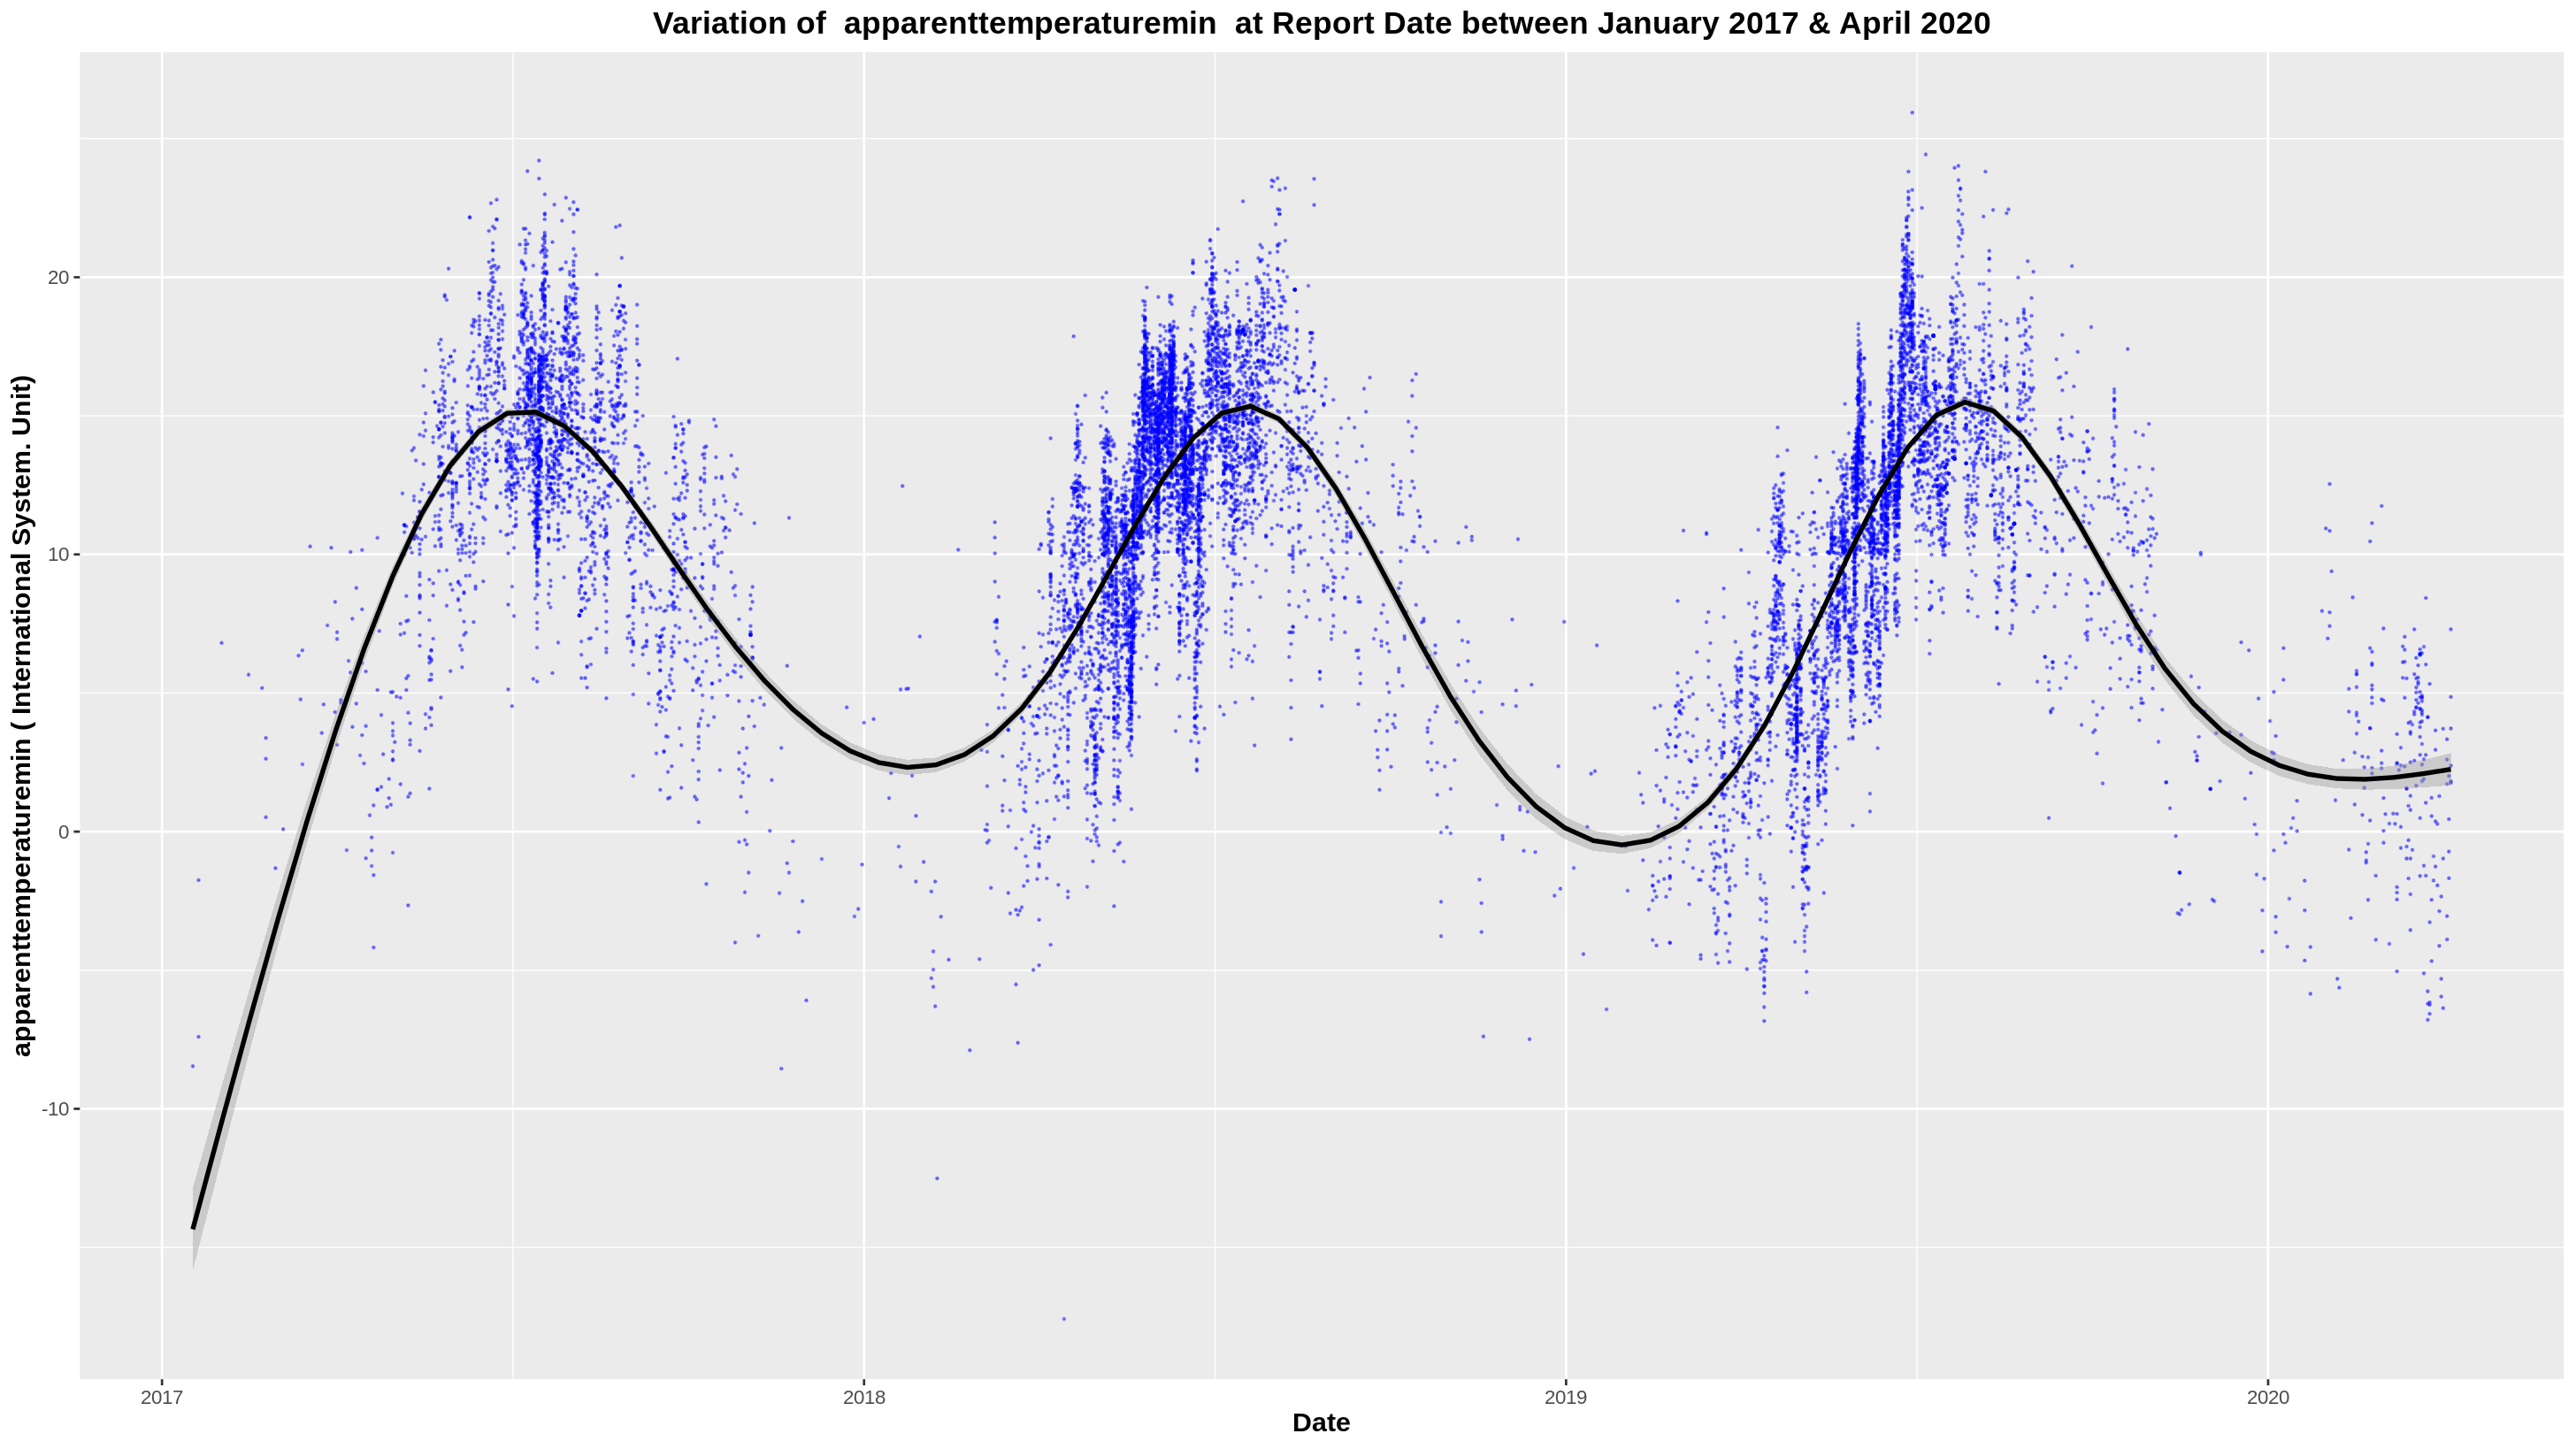 Variation of  apparenttemperaturemin  at Report Date between January 2017 & April 2020
apparenttemperaturemin ( International System. Unit)
20
10
0
-10
2017
2018
2019
2020
Date